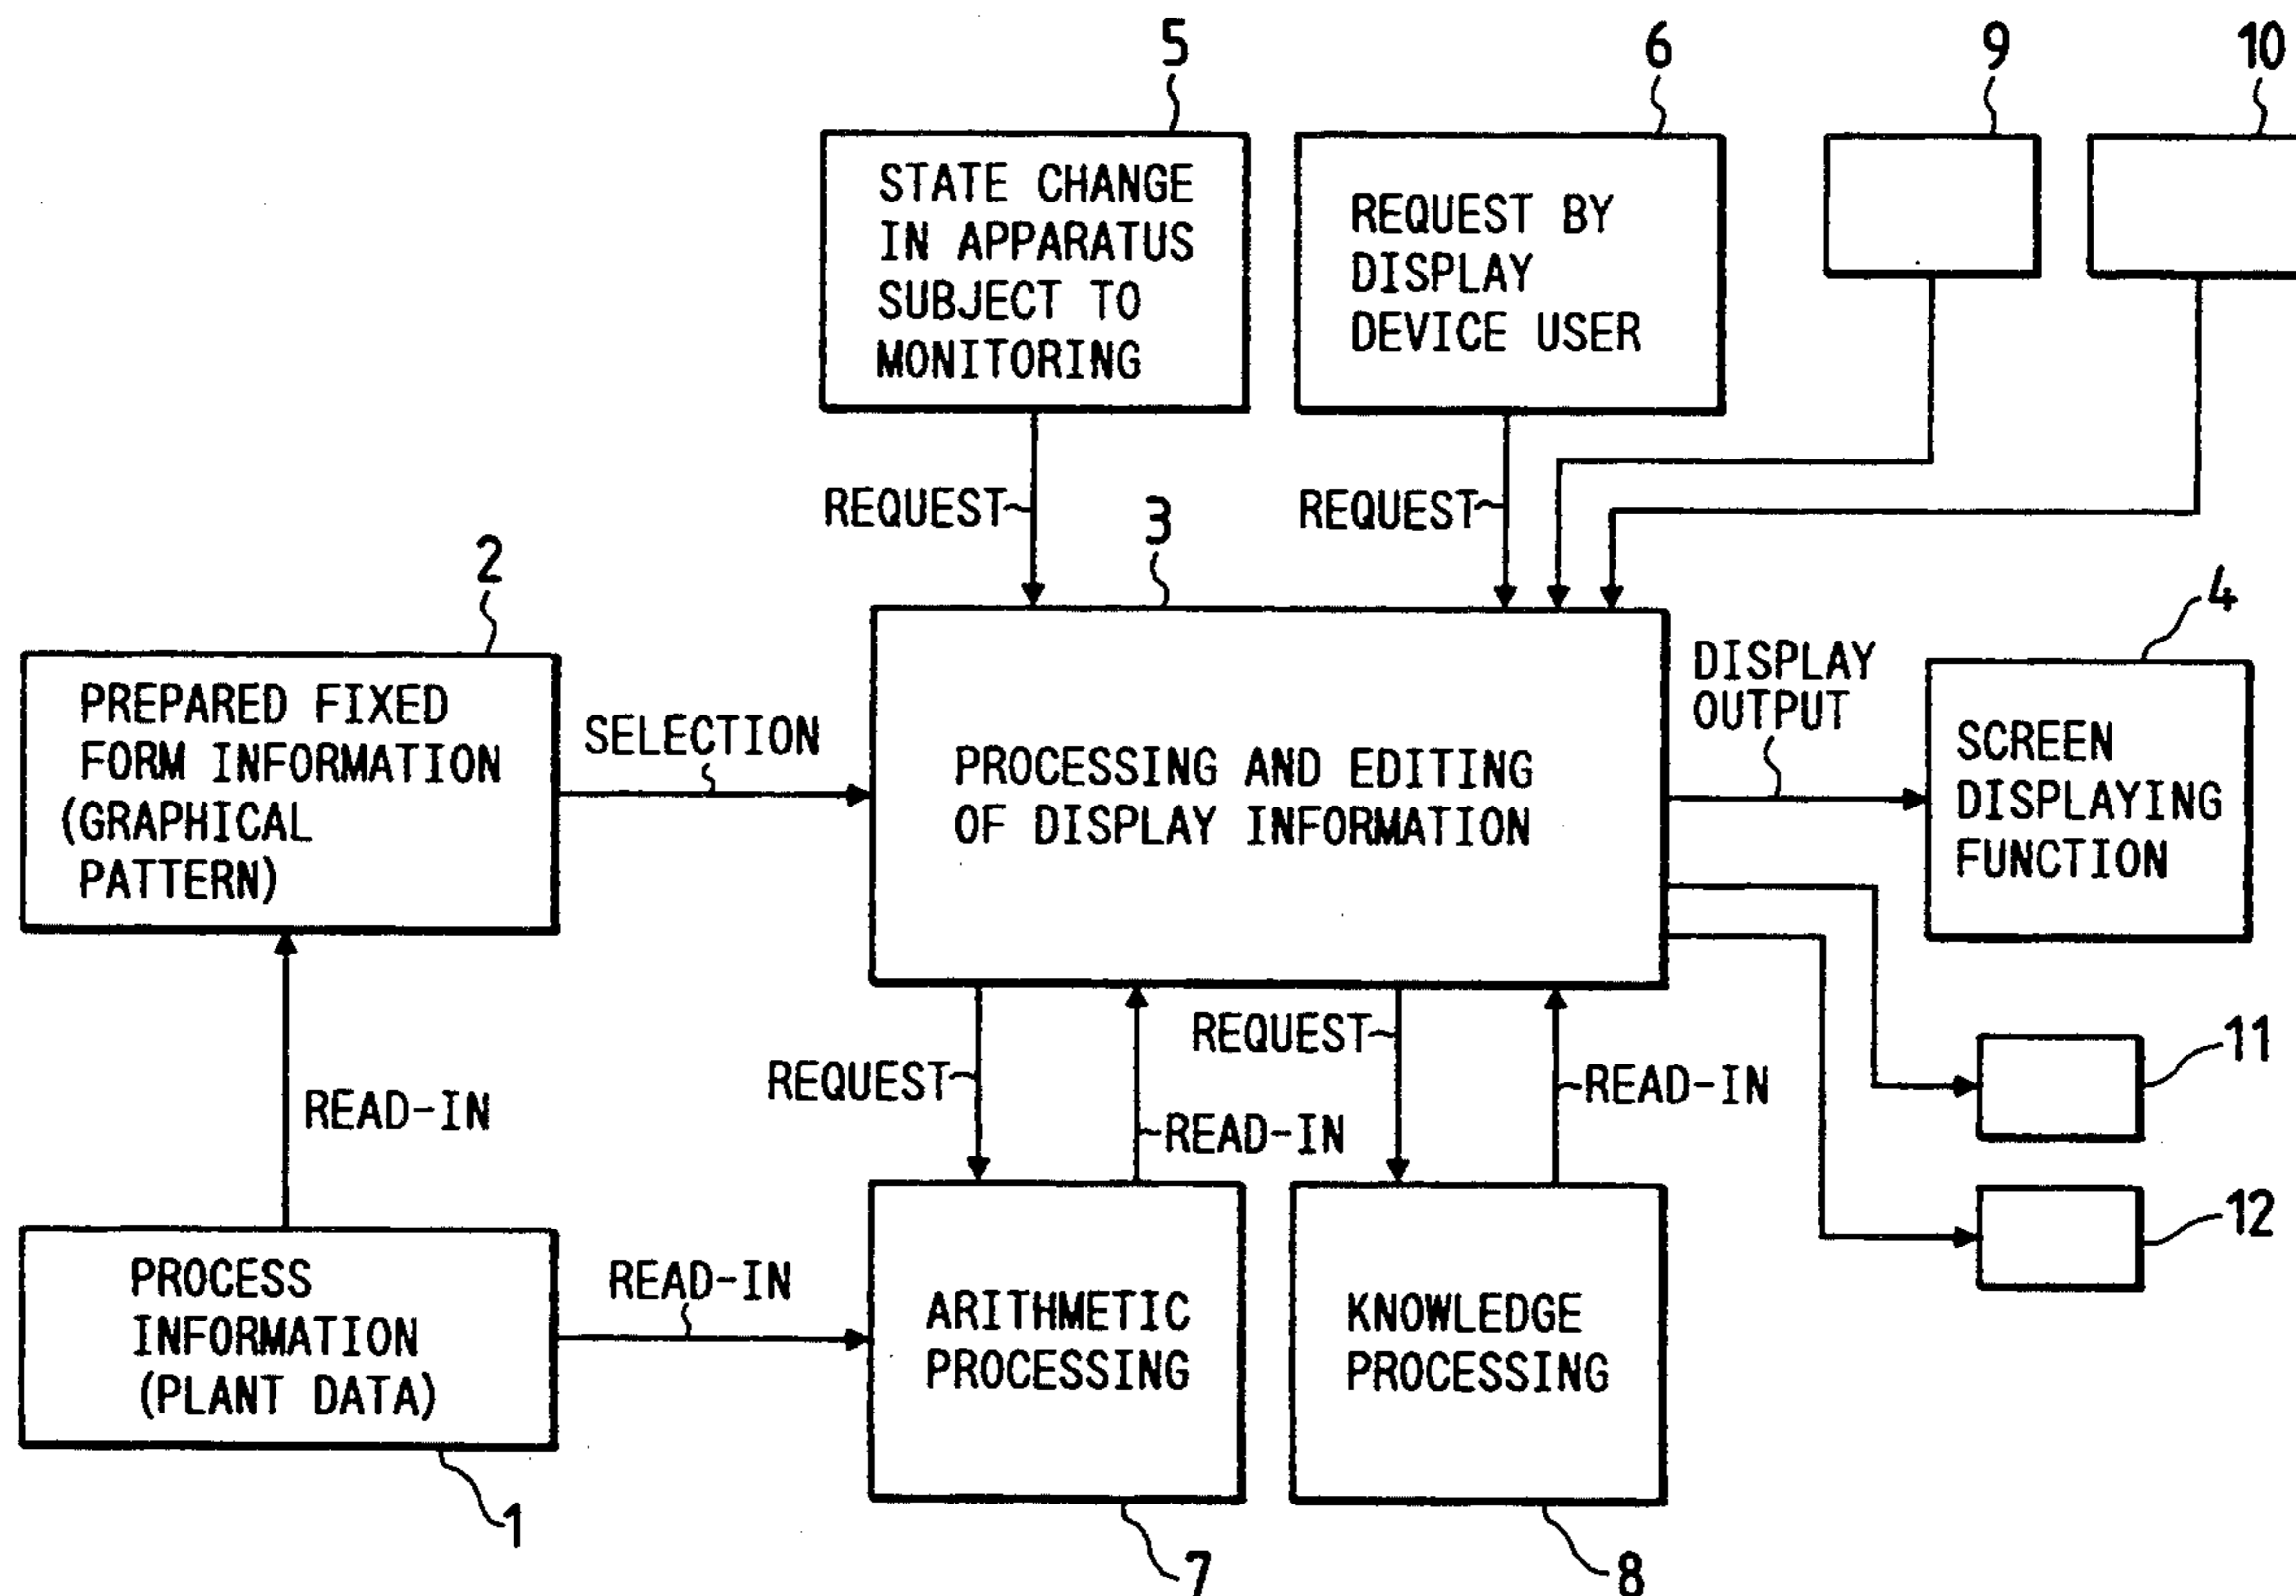 5
6
9
10
STATE CHANGE
IN APPARATUS
SUBJECT TO
MONITORING
REQUEST BY
DISPLAY
DEVICE USER
REQUEST
REQUEST
3
2
4
PREPARED FIXED
FORM INFORMATION
(GRAPHICAL
PATTERN)
SELECTION
PROCESSING AND EDITING
OF DISPLAY INFORMATION
DISPLAY
OUTPUT
SCREEN
DISPLAYING
FUNCTION
READ-IN
REQUEST
READ-IN
REQUEST
READ-IN
11
12
PROCESS
INFORMATION
(PLANT DATA)
READ-IN
ARITHMETIC
PROCESSING
KNOWLEDGE
PROCESSING
1
7
8